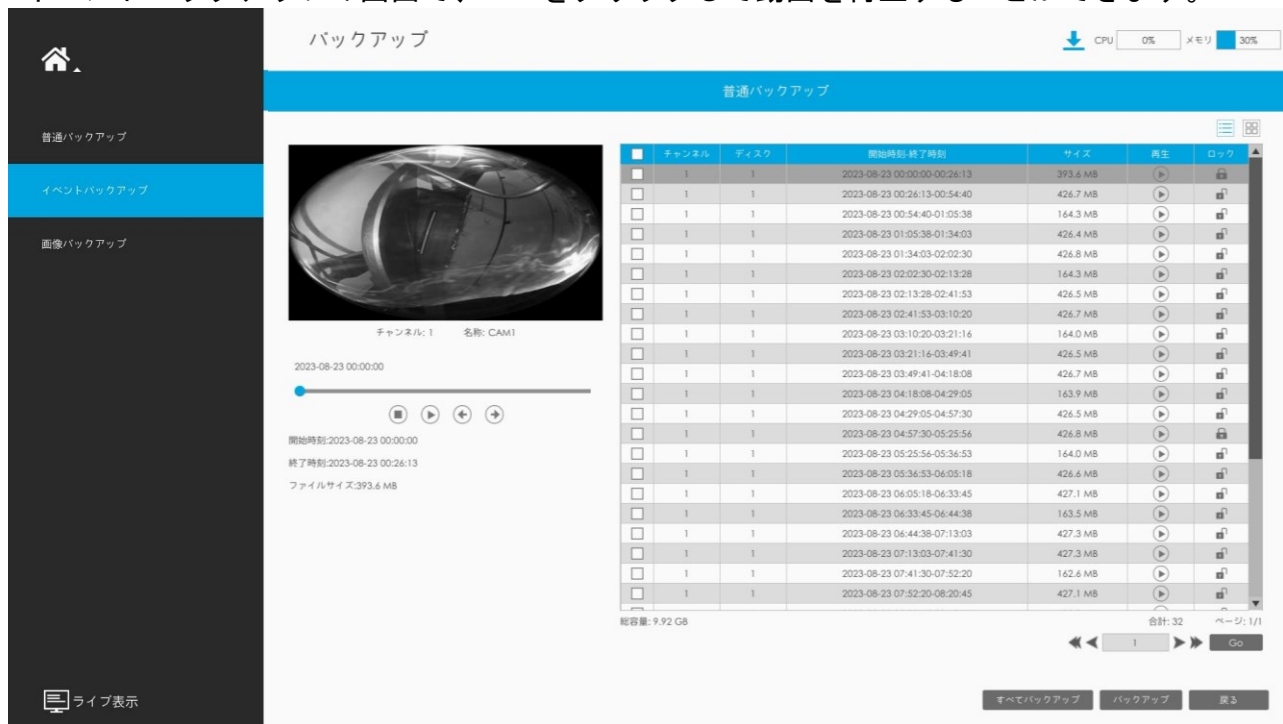 バックアップ
CPU 0% メモリ 30%
普通バックアップ
普通バックアップ
イベントバックアップ
画像バックアップ
ライブ表示
チャンネル: 1 名称: CAM1
2023-08-23 00:00:00
開始時刻:2023-08-23 00:00:00
終了時刻:2023-08-23 00:26:13
ファイルサイズ:393.6 MB
チャンネル ディスク 開始時刻-終了時刻 サイズ 再生 ロック
1 1 2023-08-23 00:00:00-00:26:13 393.6 MB
1 1 2023-08-23 00:26:13-00:54:40 426.7 MB
1 1 2023-08-23 00:54:40-01:05:38 164.3 MB
1 1 2023-08-23 01:05:38-01:34:03 426.4 MB
1 1 2023-08-23 01:34:03-02:02:30 426.8 MB
1 1 2023-08-23 02:02:30-02:13:28 164.3 MB
1 1 2023-08-23 02:13:28-02:41:53 426.5 MB
1 1 2023-08-23 02:41:53-03:10:20 426.7 MB
1 1 2023-08-23 03:10:20-03:21:16 164.0 MB
1 1 2023-08-23 03:21:16-03:49:41 426.5 MB
1 1 2023-08-23 03:49:41-04:18:08 426.7 MB
1 1 2023-08-23 04:18:08-04:29:05 163.9 MB
1 1 2023-08-23 04:29:05-04:57:30 426.5 MB
1 1 2023-08-23 04:57:30-05:25:56 426.8 MB
1 1 2023-08-23 05:25:56-05:36:53 164.0 MB
1 1 2023-08-23 05:36:53-06:05:18 426.6 MB
1 1 2023-08-23 06:05:18-06:33:45 427.1 MB
1 1 2023-08-23 06:33:45-06:44:38 163.5 MB
1 1 2023-08-23 06:44:38-07:13:03 427.3 MB
1 1 2023-08-23 07:13:03-07:41:30 427.3 MB
1 1 2023-08-23 07:41:30-07:52:20 162.6 MB
1 1 2023-08-23 07:52:20-08:20:45 427.1 MB
総容量: 9.92 GB 合計: 32 ページ: 1/1
1 Go
すべてバックアップ バックアップ 戻る